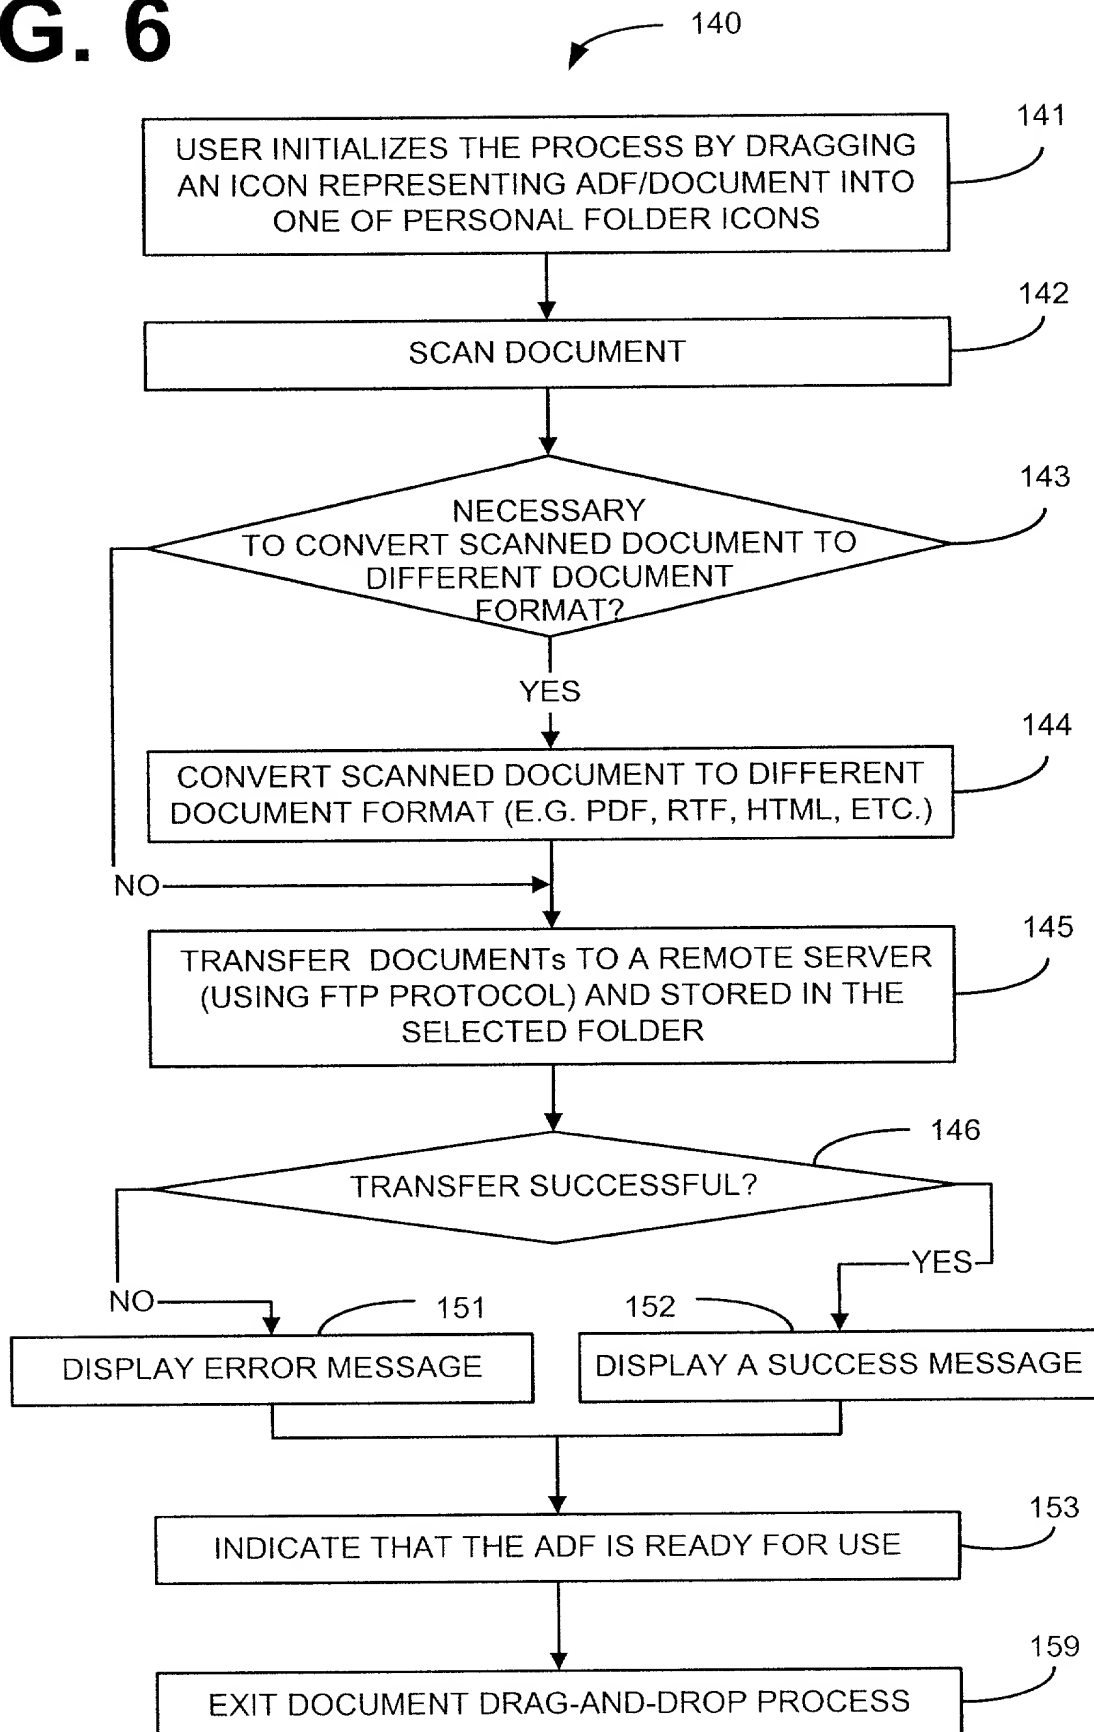 G. 6
140
141
USER INITIALIZES THE PROCESS BY DRAGGING
AN ICON REPRESENTING ADF/DOCUMENT INTO
ONE OF PERSONAL FOLDER ICONS
142
SCAN DOCUMENT
143
NECESSARY
TO CONVERT SCANNED DOCUMENT TO
DIFFERENT DOCUMENT
FORMAT?
YES
144
CONVERT SCANNED DOCUMENT TO DIFFERENT
DOCUMENT FORMAT (E.G. PDF, RTF, HTML, ETC.)
NO
145
TRANSFER DOCUMENTs TO A REMOTE SERVER
(USING FTP PROTOCOL) AND STORED IN THE
SELECTED FOLDER
146
TRANSFER SUCCESSFUL?
YES
NO
151
152
DISPLAY ERROR MESSAGE
DISPLAY A SUCCESS MESSAGE
153
INDICATE THAT THE ADF IS READY FOR USE
159
EXIT DOCUMENT DRAG-AND-DROP PROCESS